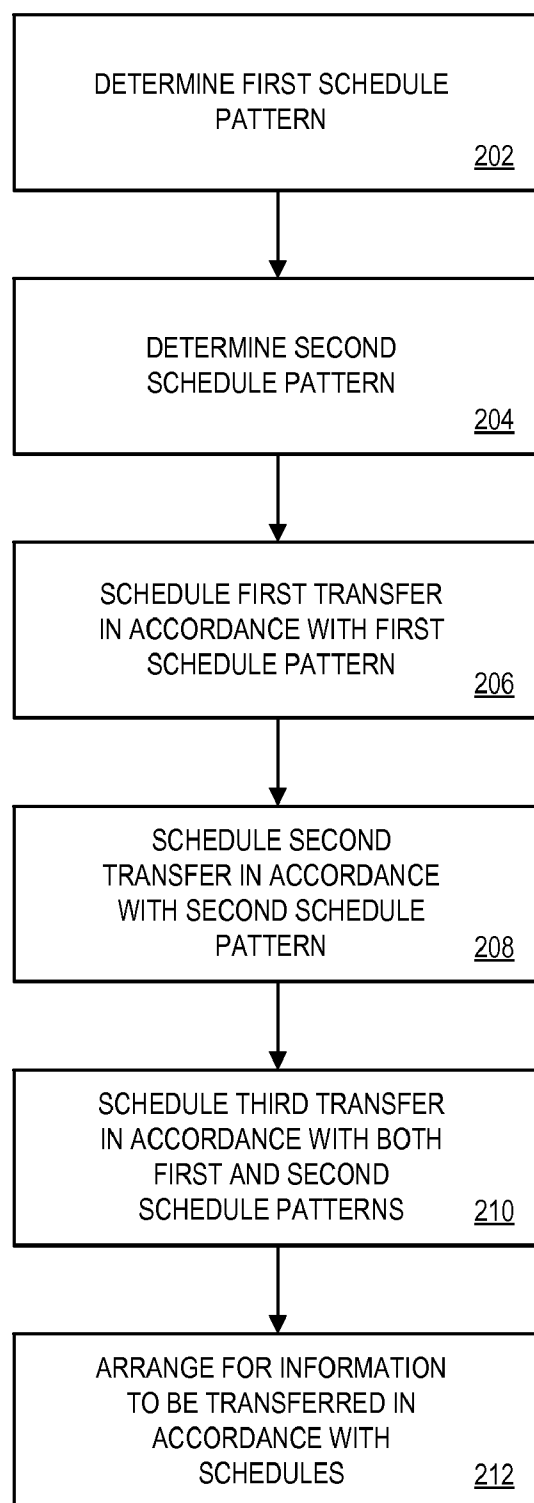 DETERMINE FIRST SCHEDULE
PATTERN
202
DETERMINE SECOND
SCHEDULE PATTERN
204
SCHEDULE FIRST TRANSFER
IN ACCORDANCE WITH FIRST
SCHEDULE PATTERN
206
SCHEDULE SECOND
TRANSFER IN ACCORDANCE
WITH SECOND SCHEDULE
PATTERN
208
SCHEDULE THIRD TRANSFER
IN ACCORDANCE WITH BOTH
FIRST AND SECOND
SCHEDULE PATTERNS
210
ARRANGE FOR INFORMATION
TO BE TRANSFERRED IN
ACCORDANCE WITH
SCHEDULES
212